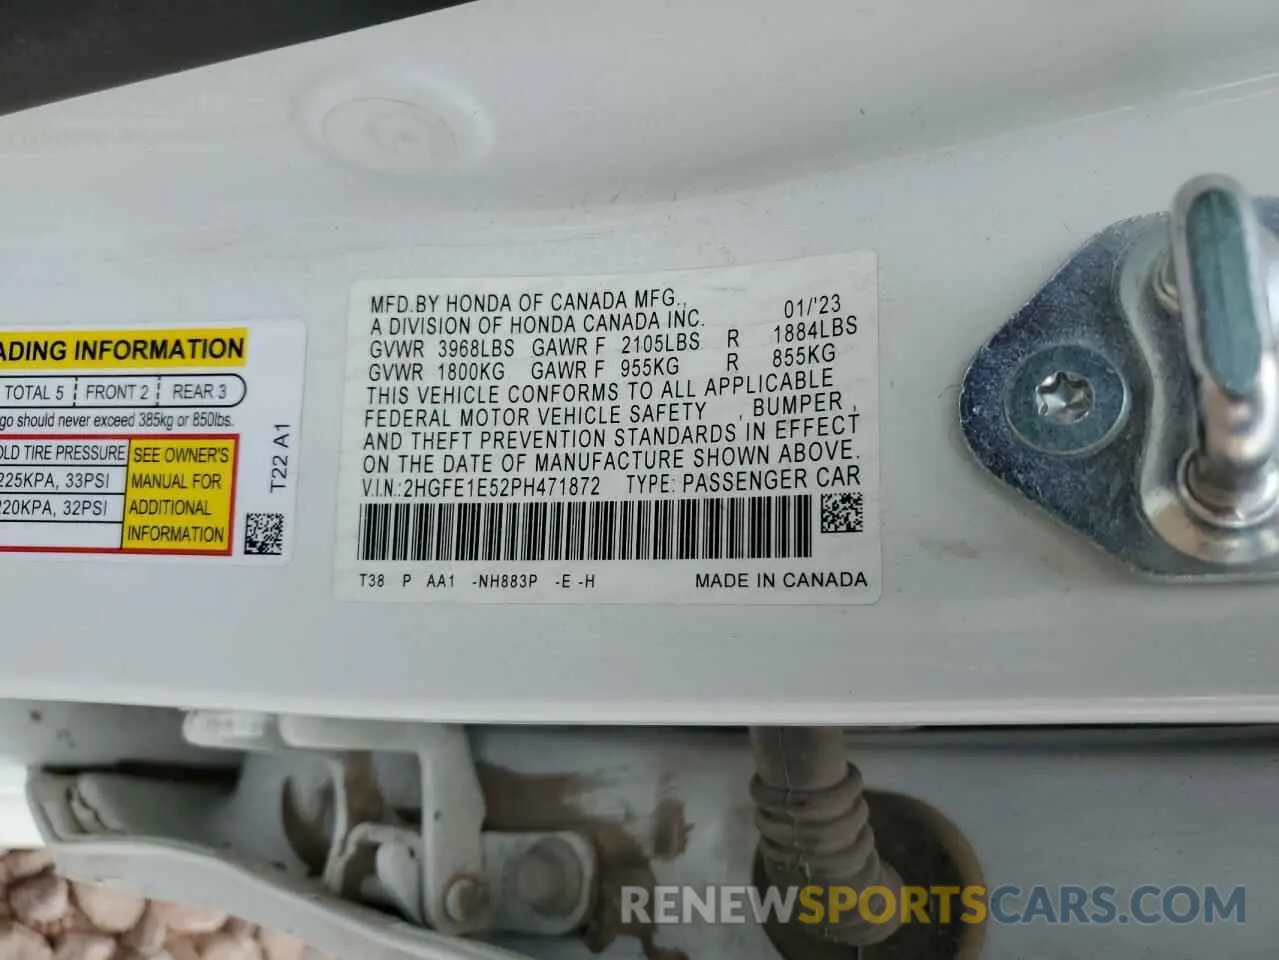 ADING INFORMATION
TOTAL 5 FRONT 2 REAR 3
go should never exceed 385kg or 850lbs.
OLD TIRE PRESSURE
225KPA, 33PSI
220KPA, 32PSI
SEE OWNER'S
MANUAL FOR
ADDITIONAL
INFORMATION
T22 A1
MFD.BY HONDA OF CANADA MFG., 01/'23
A DIVISION OF HONDA CANADA INC.
GVWR 3968LBS GAWR F 2105LBS R 1884LBS
GVWR 1800KG GAWR F 955KG R 855KG
THIS VEHICLE CONFORMS TO ALL APPLICABLE
FEDERAL MOTOR VEHICLE SAFETY , BUMPER ,
AND THEFT PREVENTION STANDARDS IN EFFECT
ON THE DATE OF MANUFACTURE SHOWN ABOVE.
V.I.N.:2HGFE1E52PH471872 TYPE: PASSENGER CAR
T38 P AA1 -NH883P -E -H MADE IN CANADA
RENEWSPORTSCARS.COM